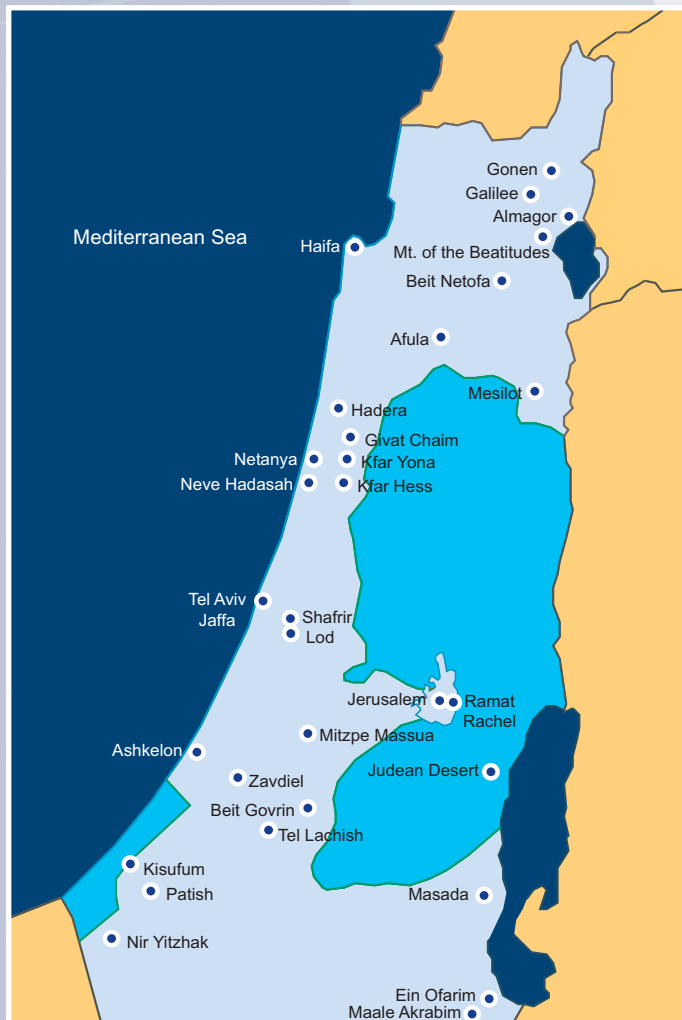 Gonen
Galilee
Almagor
Mediterranean Sea
Haifa
Mt. of the Beatitudes
Beit Netofa
Afula
Mesilot
Hadera
Givat Chaim
Netanya
Kfar Yona
Neve Hadasah
Kfar Hess
Tel Aviv
Jaffa
Shafrir
Lod
Jerusalem
Ramat
Rachel
Mitzpe Massua
Ashkelon
Judean Desert
Zavdiel
Beit Govrin
Tel Lachish
Kisufum
Patish
Masada
Nir Yitzhak
Ein Ofarim
Maale Akrabim